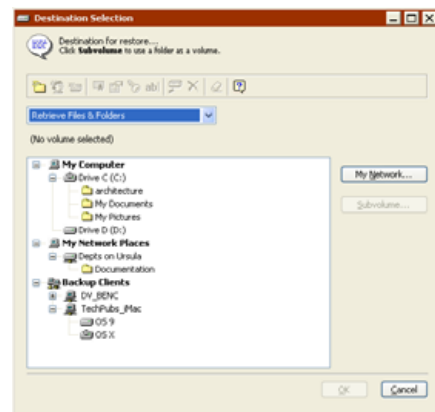 Destination Selection
Destination for restore....
Click Subvolume to use a folder as a volume.
Retrieve Files & Folders
(No volume selected)
My Computer
Drive C (C:)
architecture
My Documents
My Pictures
Drive D (D:)
My Network Places
Depts on Ursula
Documentation
Backup Clients
DV_BENC
TechPubs_iMac
OS 9
OS X
My Network...
Subvolume...
OK
Cancel